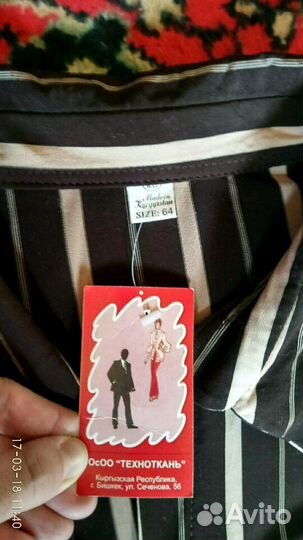 Made in
Kyrgyzstan
SIZE: 64
ОсОО "ТЕХНОТКАНЬ"
Кыргызская Республика,
г. Бишкек, ул. Сеченова, 56
17-03-18 11:40
Avito